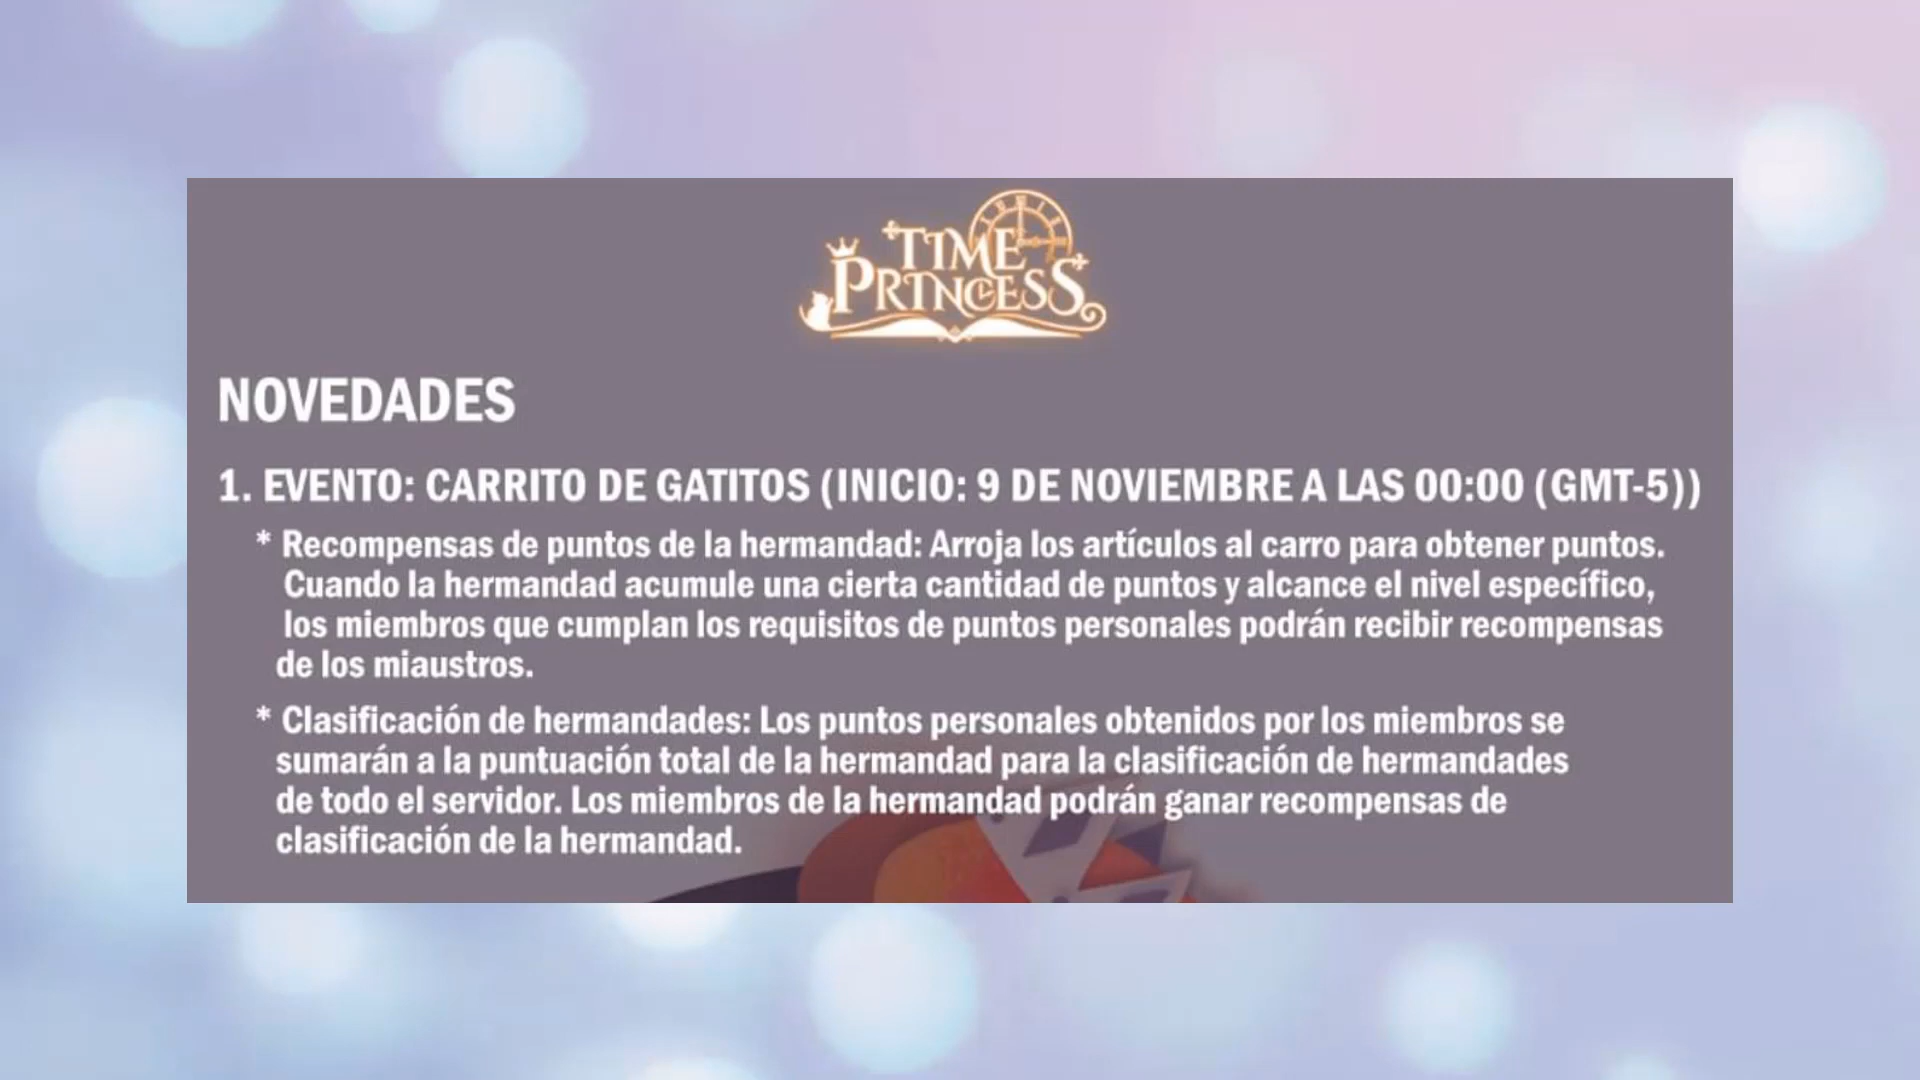 TIME
PRINCESS
NOVEDADES
1. EVENTO: CARRITO DE GATITOS (INICIO: 9 DE NOVIEMBRE A LAS 00:00 (GMT-5))
* Recompensas de puntos de la hermandad: Arroja los artículos al carro para obtener puntos.
Cuando la hermandad acumule una cierta cantidad de puntos y alcance el nivel específico,
los miembros que cumplan los requisitos de puntos personales podrán recibir recompensas
de los miaustros.
* Clasificación de hermandades: Los puntos personales obtenidos por los miembros se
sumarán a la puntuación total de la hermandad para la clasificación de hermandades
de todo el servidor. Los miembros de la hermandad podrán ganar recompensas de
clasificación de la hermandad.